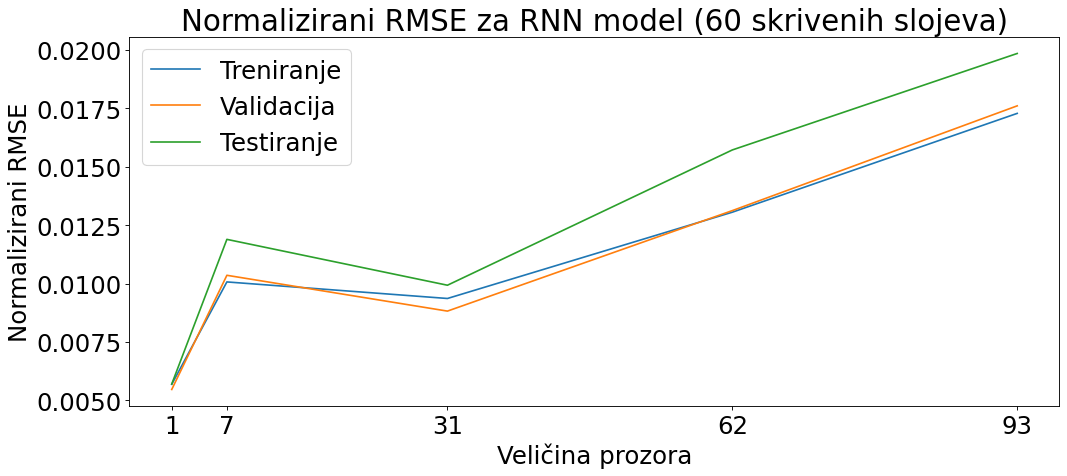 Normalizirani RMSE za RNN model (60 skrivenih slojeva)
0.0200
0.0175
0.0150
0.0125
0.0100
0.0075
0.0050
Normalizirani RMSE
Treniranje
Validacija
Testiranje
1 7 31 62 93
Veličina prozora